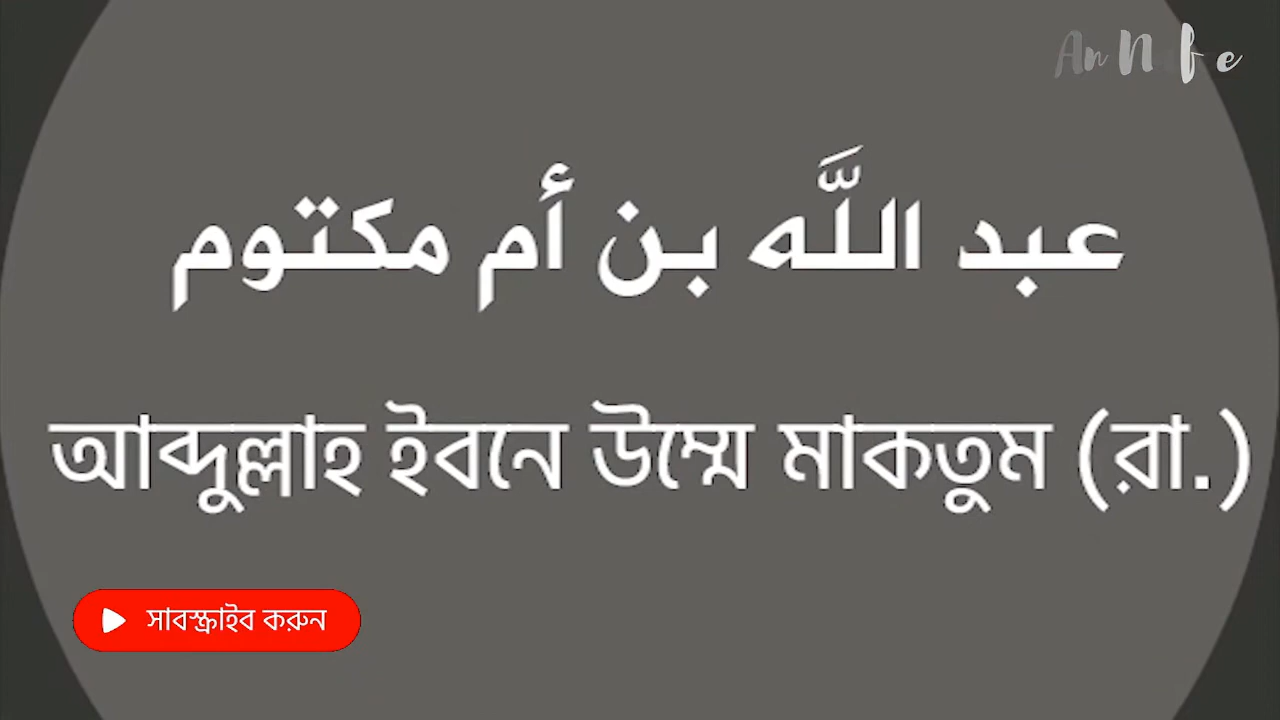 عبد اللَّه بن أم مكتوم
আব্দুল্লাহ ইবনে উম্মে মাকতুম (রা.)
সাবস্ক্রাইব করুন